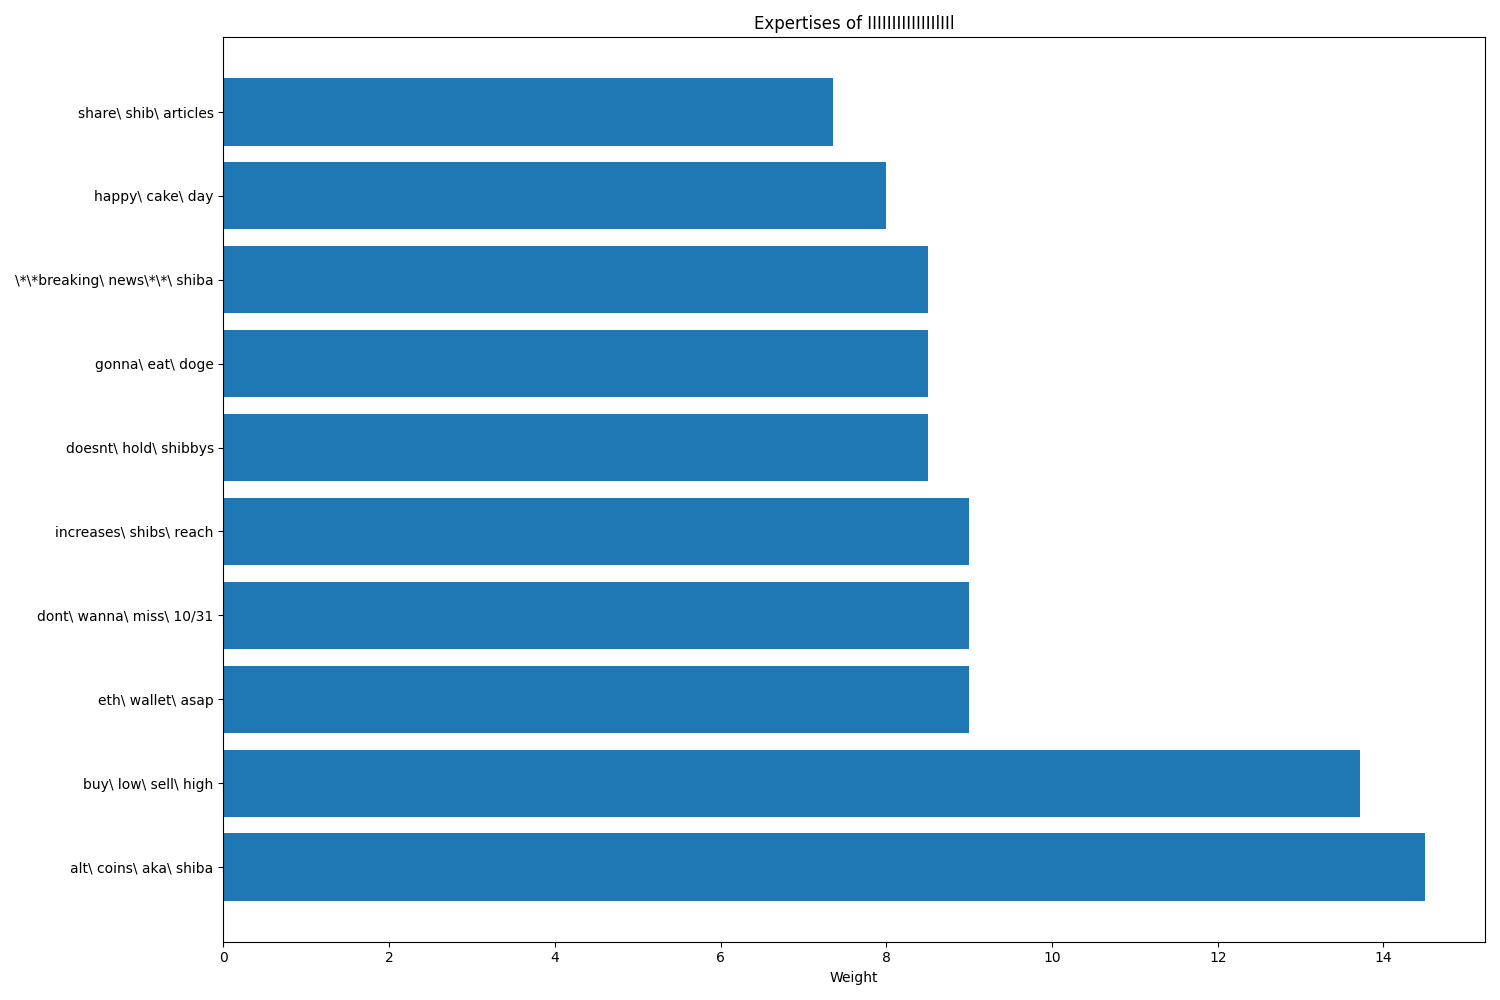 Expertises of
share\ shib\ articles
happy\ cake\ day
\*\*breaking\ news\*\*\ shiba
gonna\ eat\ doge
doesnt\ hold\ shibbys
increases\ shibs\ reach
dont\ wanna\ miss\ 10/31
eth\ wallet\ asap
buy\ low\ sell\ high
alt\ coins\ aka\ shiba
0 2 4 6 8 10 12 14
Weight